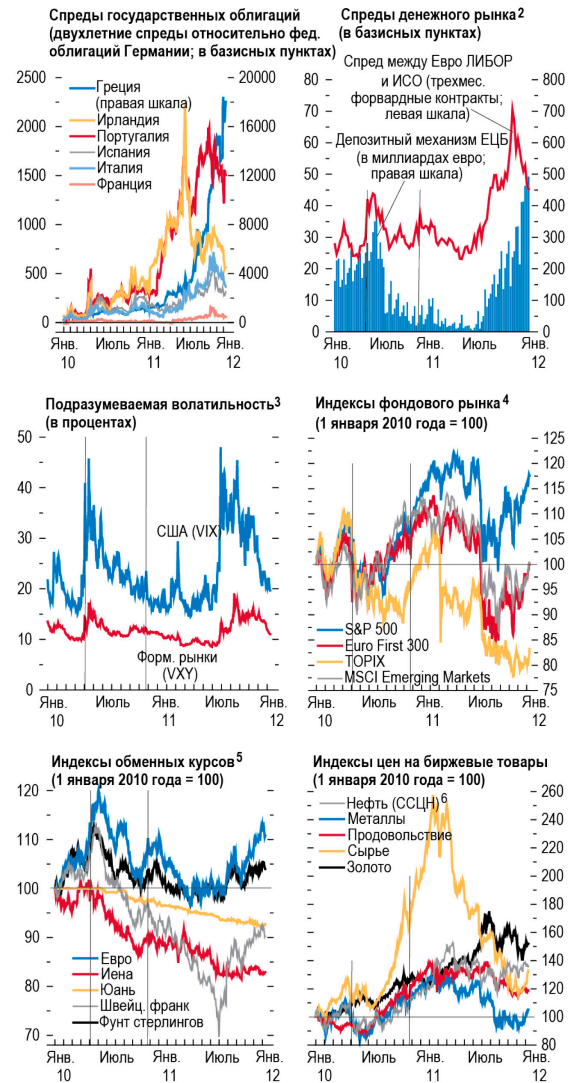 Спреды государственных облигаций
(двухлетние спреды относительно фед.
облигаций Германии; в базисных пунктах)
2500
2000
1500
1000
500
0
20000
16000
12000
8000
4000
0
Греция
(правая шкала)
Ирландия
Португалия
Испания
Италия
Франция
Янв.
10
Июль
Янв.
11
Июль
Янв.
12
Спреды денежного рынка2
(в базисных пунктах)
80
70
60
50
40
30
20
10
0
800
700
600
500
400
300
200
100
0
Спред между Евро ЛИБОР
и ИСО (трехмес.
форвардные контракты;
левая шкала)
Депозитный механизм ЕЦБ
(в миллиардах евро;
правая шкала)
Янв.
10
Июль
Янв.
11
Июль
Янв.
12
Подразумеваемая волатильность3
(в процентах)
50
40
30
20
10
0
США (VIX)
Форм. рынки
(VXY)
Янв.
10
Июль
Янв.
11
Июль
Янв.
12
Индексы фондового рынка4
(1 января 2010 года = 100)
125
120
115
110
105
100
95
90
85
80
75
S&P 500
Euro First 300
TOPIX
MSCI Emerging Markets
Янв.
10
Июль
Янв.
11
Июль
Янв.
12
Индексы обменных курсов5
(1 января 2010 года = 100)
120
110
100
90
80
70
Евро
Иена
Юань
Швейц. франк
Фунт стерлингов
Янв.
10
Июль
Янв.
11
Июль
Янв.
12
Индексы цен на биржевые товары
(1 января 2010 года = 100)
260
240
220
200
180
160
140
120
100
80
Нефть (ССЦН)6
Металлы
Продовольствие
Сырье
Золото
Янв.
10
Июль
Янв.
11
Июль
Янв.
12